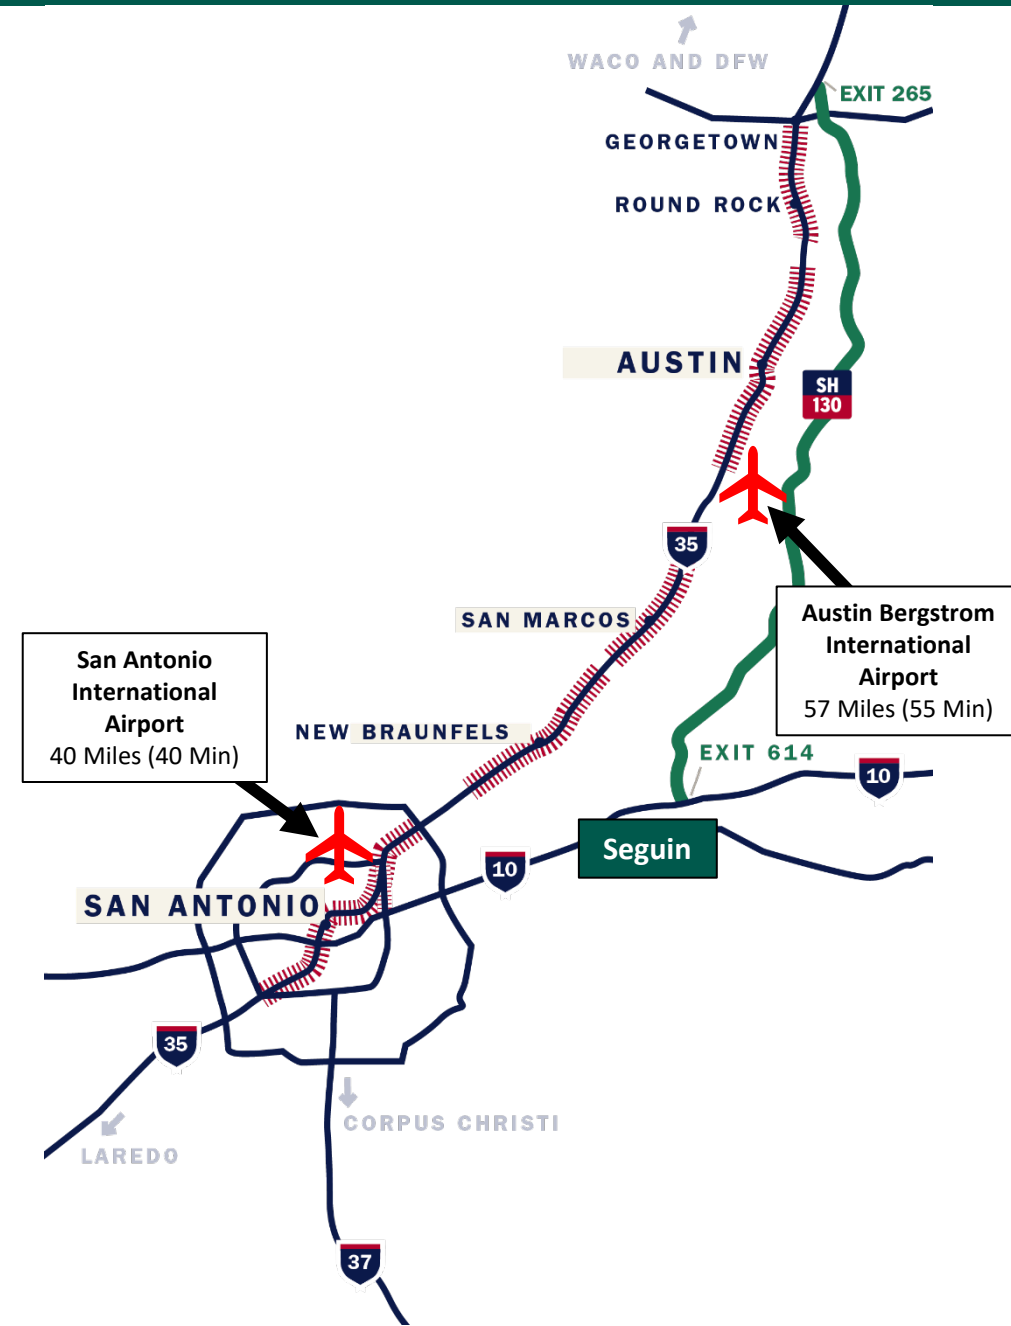 WACO AND DFW
EXIT 265
GEORGETOWN
ROUND ROCK
AUSTIN
SH
130
35
Austin Bergstrom
International
Airport
57 Miles (55 Min)
SAN MARCOS
San Antonio
International
Airport
40 Miles (40 Min)
NEW BRAUNFELS
EXIT 614
10
Seguin
10
SAN ANTONIO
35
CORPUS CHRISTI
LAREDO
37